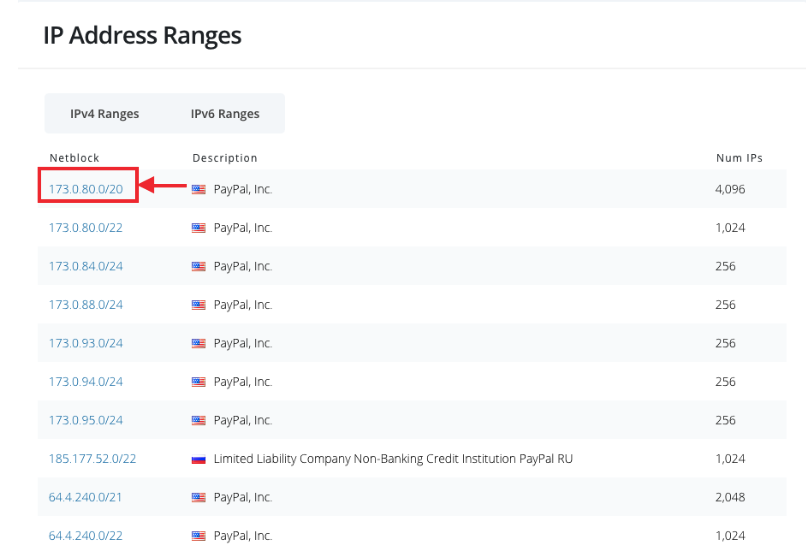 IP Address Ranges
IPv4 Ranges IPv6 Ranges
Netblock Description Num IPs
173.0.80.0/20 PayPal, Inc. 4,096
173.0.80.0/22 PayPal, Inc. 1,024
173.0.84.0/24 PayPal, Inc. 256
173.0.88.0/24 PayPal, Inc. 256
173.0.93.0/24 PayPal, Inc. 256
173.0.94.0/24 PayPal, Inc. 256
173.0.95.0/24 PayPal, Inc. 256
185.177.52.0/22 Limited Liability Company Non-Banking Credit Institution PayPal RU 1,024
64.4.240.0/21 PayPal, Inc. 2,048
64.4.240.0/22 PayPal, Inc. 1,024